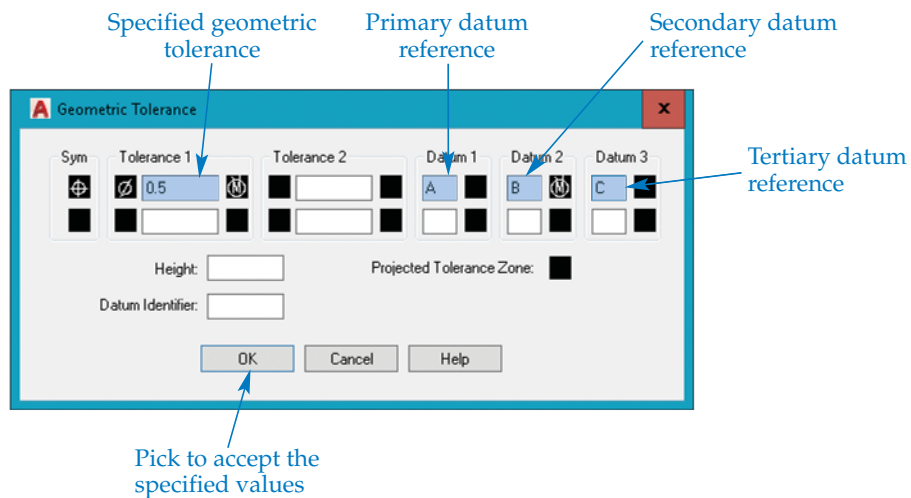 Specified geometric
tolerance
Primary datum
reference
Secondary datum
reference
A Geometric Tolerance x
Sym Tolerance 1 Tolerance 2 Datum 1 Datum 2 Datum 3
Ø 0.5 Ⓜ A B Ⓜ C
Tertiary datum
reference
Height:
Projected Tolerance Zone:
Datum Identifier:
OK Cancel Help
Pick to accept the
specified values